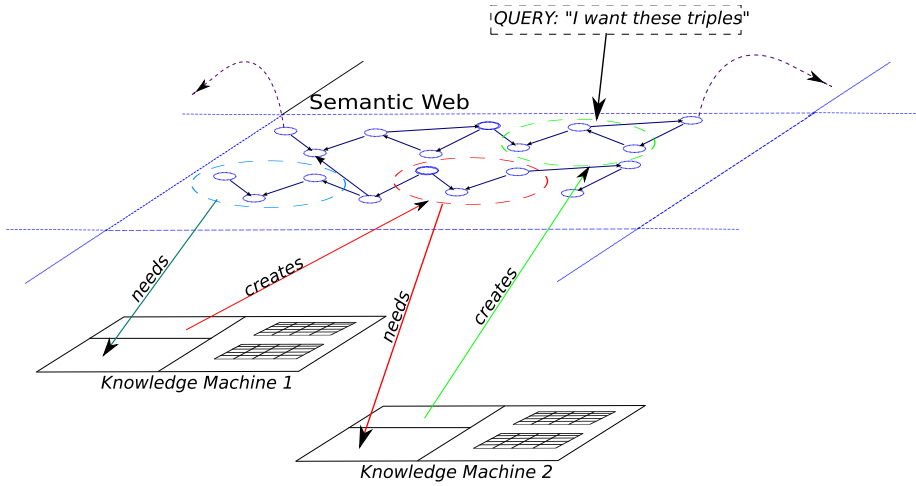 QUERY: "I want these triples"
Semantic Web
needs
creates
needs
creates
Knowledge Machine 1
Knowledge Machine 2